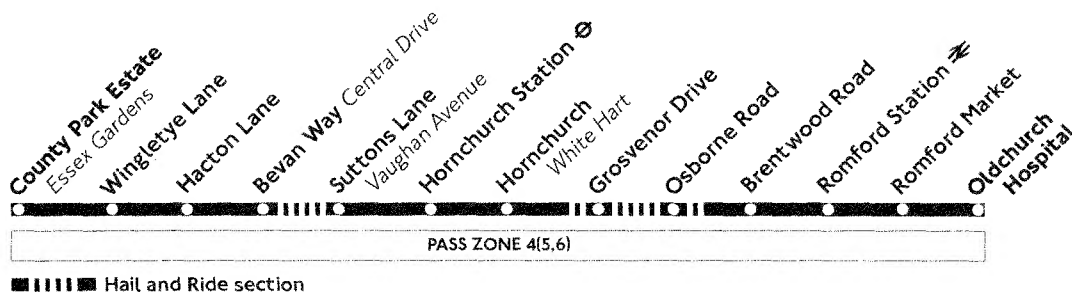 County Park Estate
Essex Gardens
Wingletye Lane
Hacton Lane
Bevan Way Central Drive
Suttons Lane
Vaughan Avenue
Hornchurch Station
Hornchurch
White Hart
Grosvenor Drive
Osborne Road
Brentwood Road
Romford Station
Romford Market
Oldchurch
Hospital
PASS ZONE 4(5,6)
Hail and Ride section